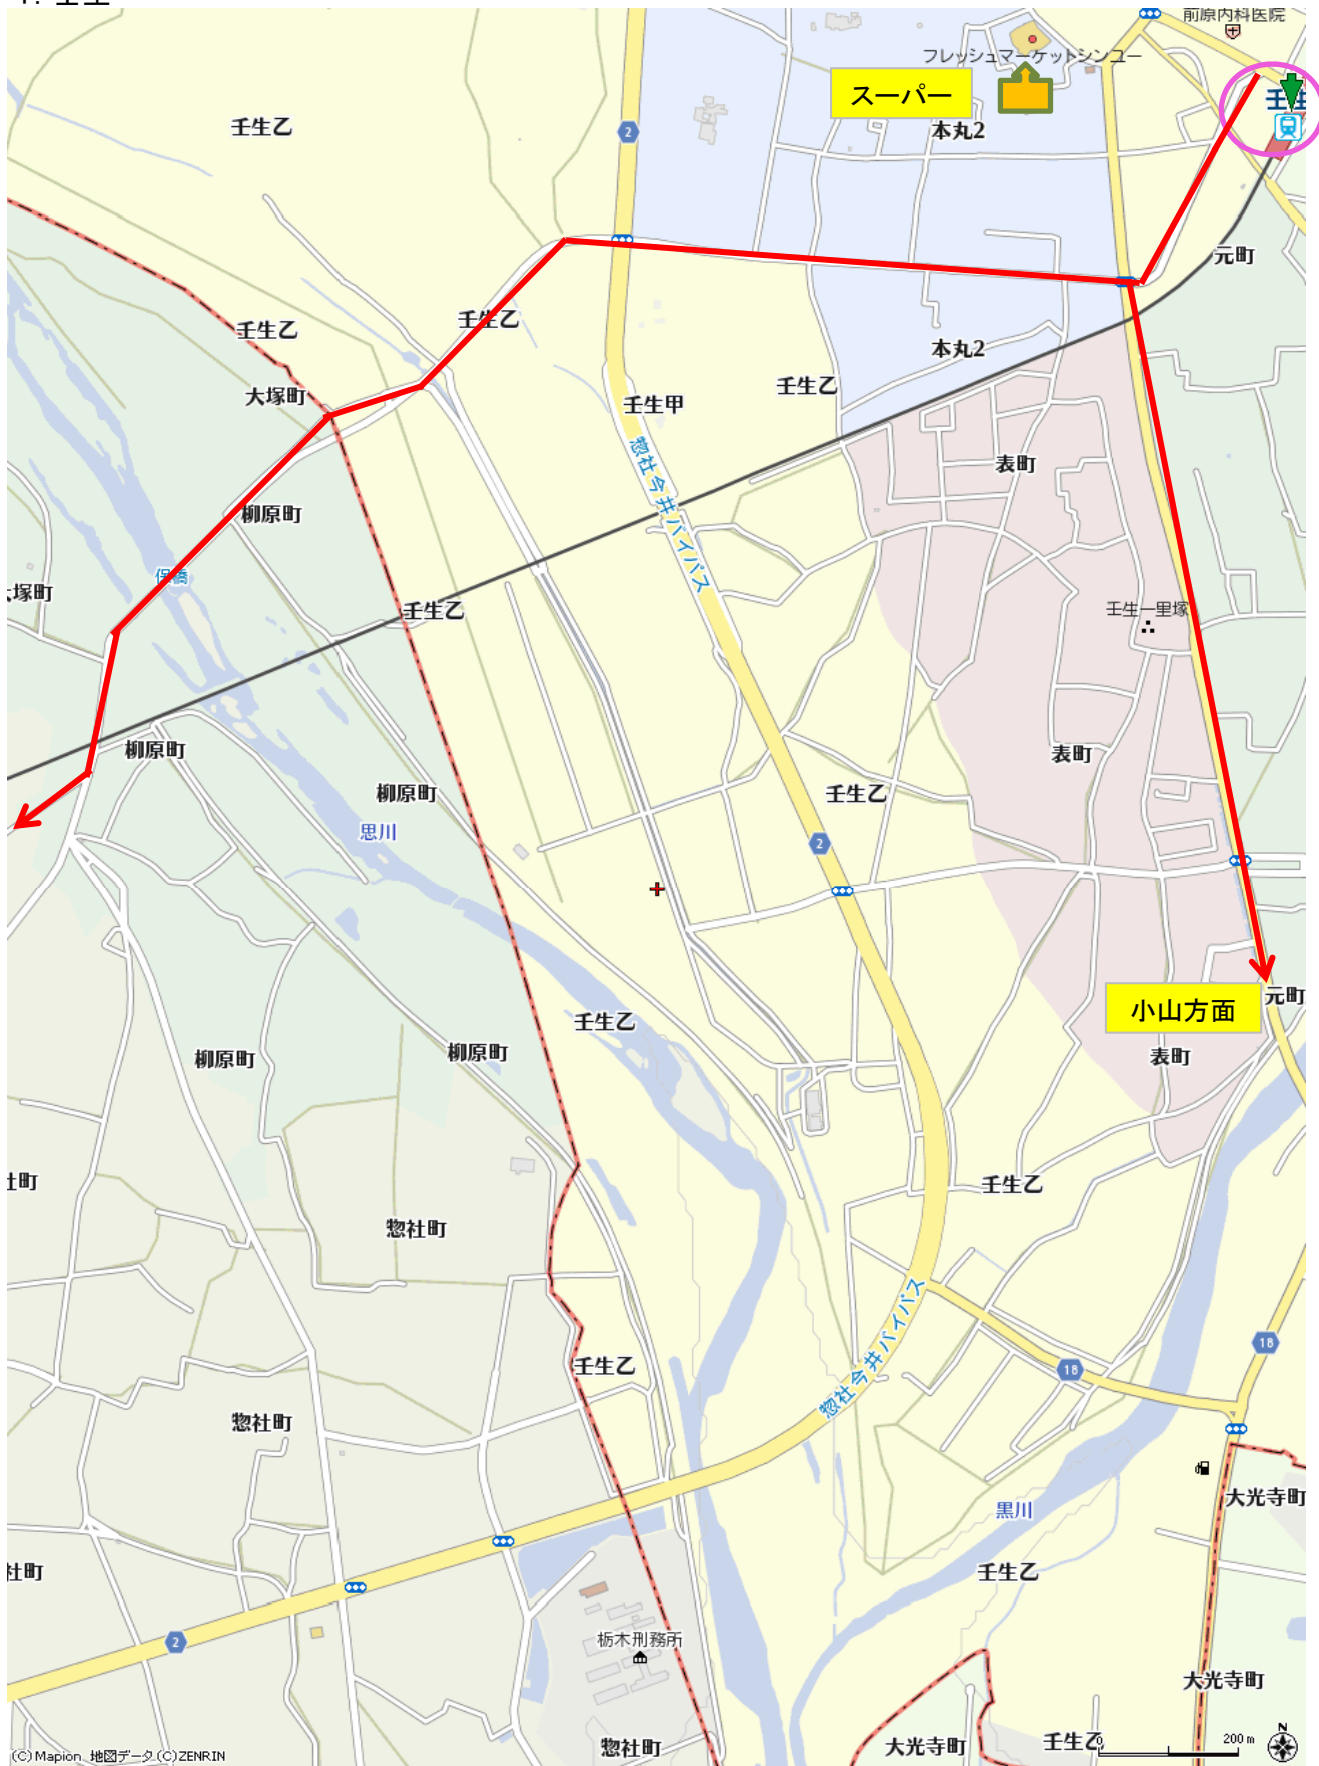 前原内科医院
フレッシュマーケットシンユー
スーパー
壬生乙
2
本丸2
元町
壬生乙
壬生乙
本丸2
大塚町
壬生乙
壬生甲
惣社今井バイパス
表町
柳原町
保橋
壬生乙
壬生一里塚
柳原町
表町
柳原町
壬生乙
思川
2
小山方面
元町
壬生乙
柳原町
柳原町
表町
壬生乙
惣社町
惣社今井バイパス
18
18
壬生乙
惣社町
大光寺町
黒川
壬生乙
2
栃木刑務所
大光寺町
惣社町
大光寺町
壬生乙
0
200m
N
(C)Mapion 地図データ(C)ZENRIN